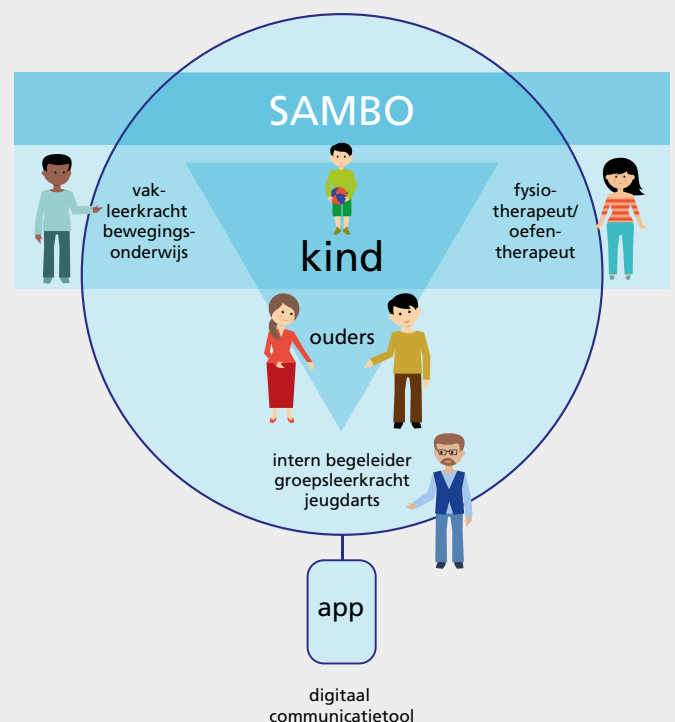 SAMBO
vak-
leerkracht
bewegings-
onderwijs
kind
fysio-
therapeut/
oefen-
therapeut
ouders
intern begeleider
groepsleerkracht
jeugdarts
app
digitaal
communicatietool